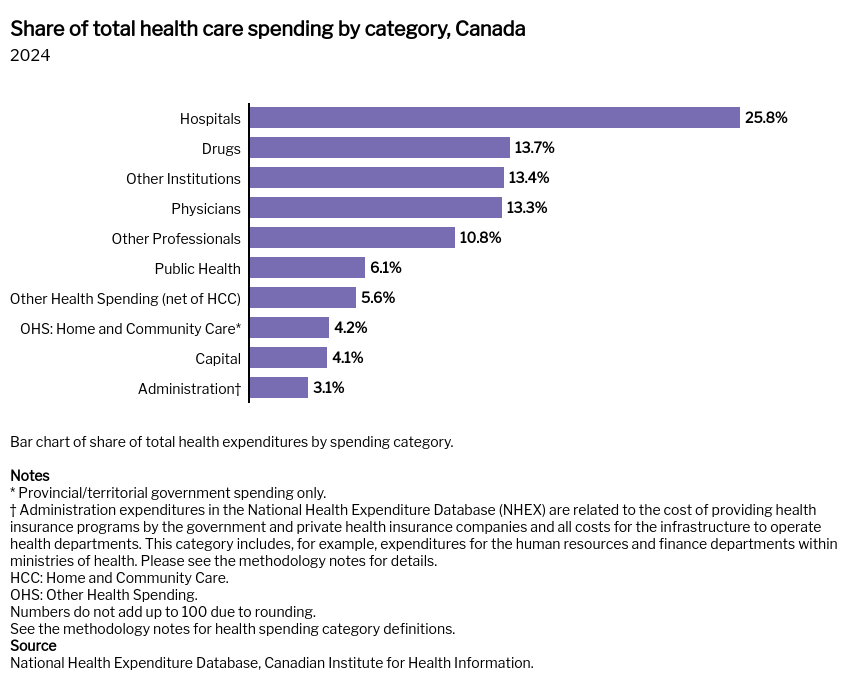 Share of total health care spending by category, Canada
2024
Hospitals 25.8%
Drugs 13.7%
Other Institutions 13.4%
Physicians 13.3%
Other Professionals 10.8%
Public Health 6.1%
Other Health Spending (net of HCC) 5.6%
OHS: Home and Community Care* 4.2%
Capital 4.1%
Administration† 3.1%
Bar chart of share of total health expenditures by spending category.
Notes
* Provincial/territorial government spending only.
† Administration expenditures in the National Health Expenditure Database (NHEX) are related to the cost of providing health
insurance programs by the government and private health insurance companies and all costs for the infrastructure to operate
health departments. This category includes, for example, expenditures for the human resources and finance departments within
ministries of health. Please see the methodology notes for details.
HCC: Home and Community Care.
OHS: Other Health Spending.
Numbers do not add up to 100 due to rounding.
See the methodology notes for health spending category definitions.
Source
National Health Expenditure Database, Canadian Institute for Health Information.